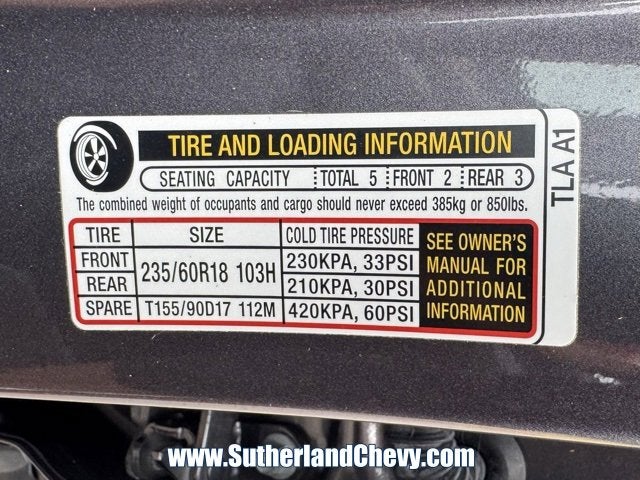 TIRE AND LOADING INFORMATION
SEATING CAPACITY TOTAL 5 FRONT 2 REAR 3
The combined weight of occupants and cargo should never exceed 385kg or 850lbs.
TIRE SIZE COLD TIRE PRESSURE
FRONT 235/60R18 103H 230KPA, 33PSI
REAR 210KPA, 30PSI
SPARE T155/90D17 112M 420KPA, 60PSI
SEE OWNER'S
MANUAL FOR
ADDITIONAL
INFORMATION
TLA A1
www.SutherlandChevy.com